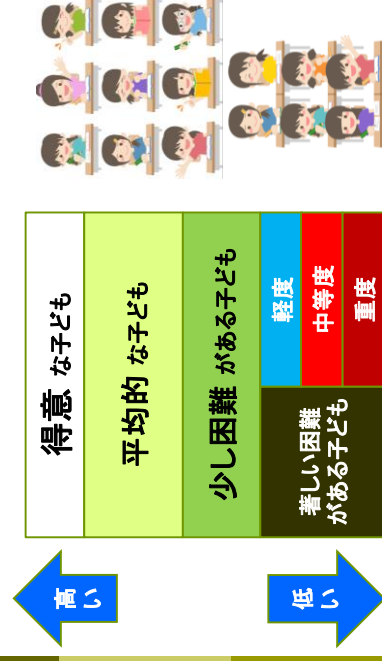 高い
低い
得意 な子ども
平均的 な子ども
少し困難 がある子ども
著しい困難
がある子ども
軽度
中等度
重度